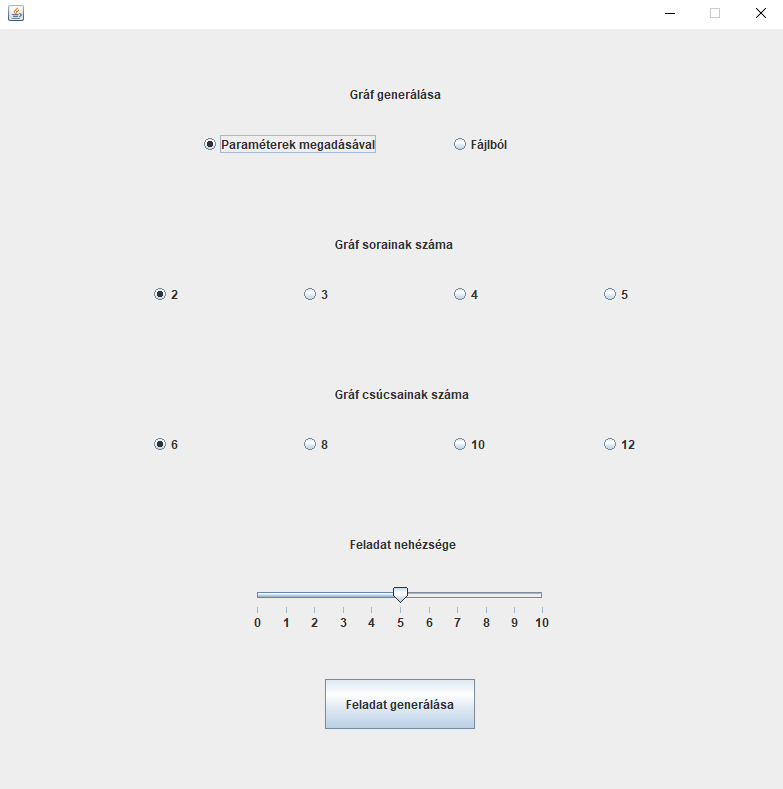 Gráf generálása
Paraméterek megadásával Fájlból
Gráf sorainak száma
2 3 4 5
Gráf csúcsainak száma
6 8 10 12
Feladat nehézsége
0 1 2 3 4 5 6 7 8 9 10
Feladat generálása